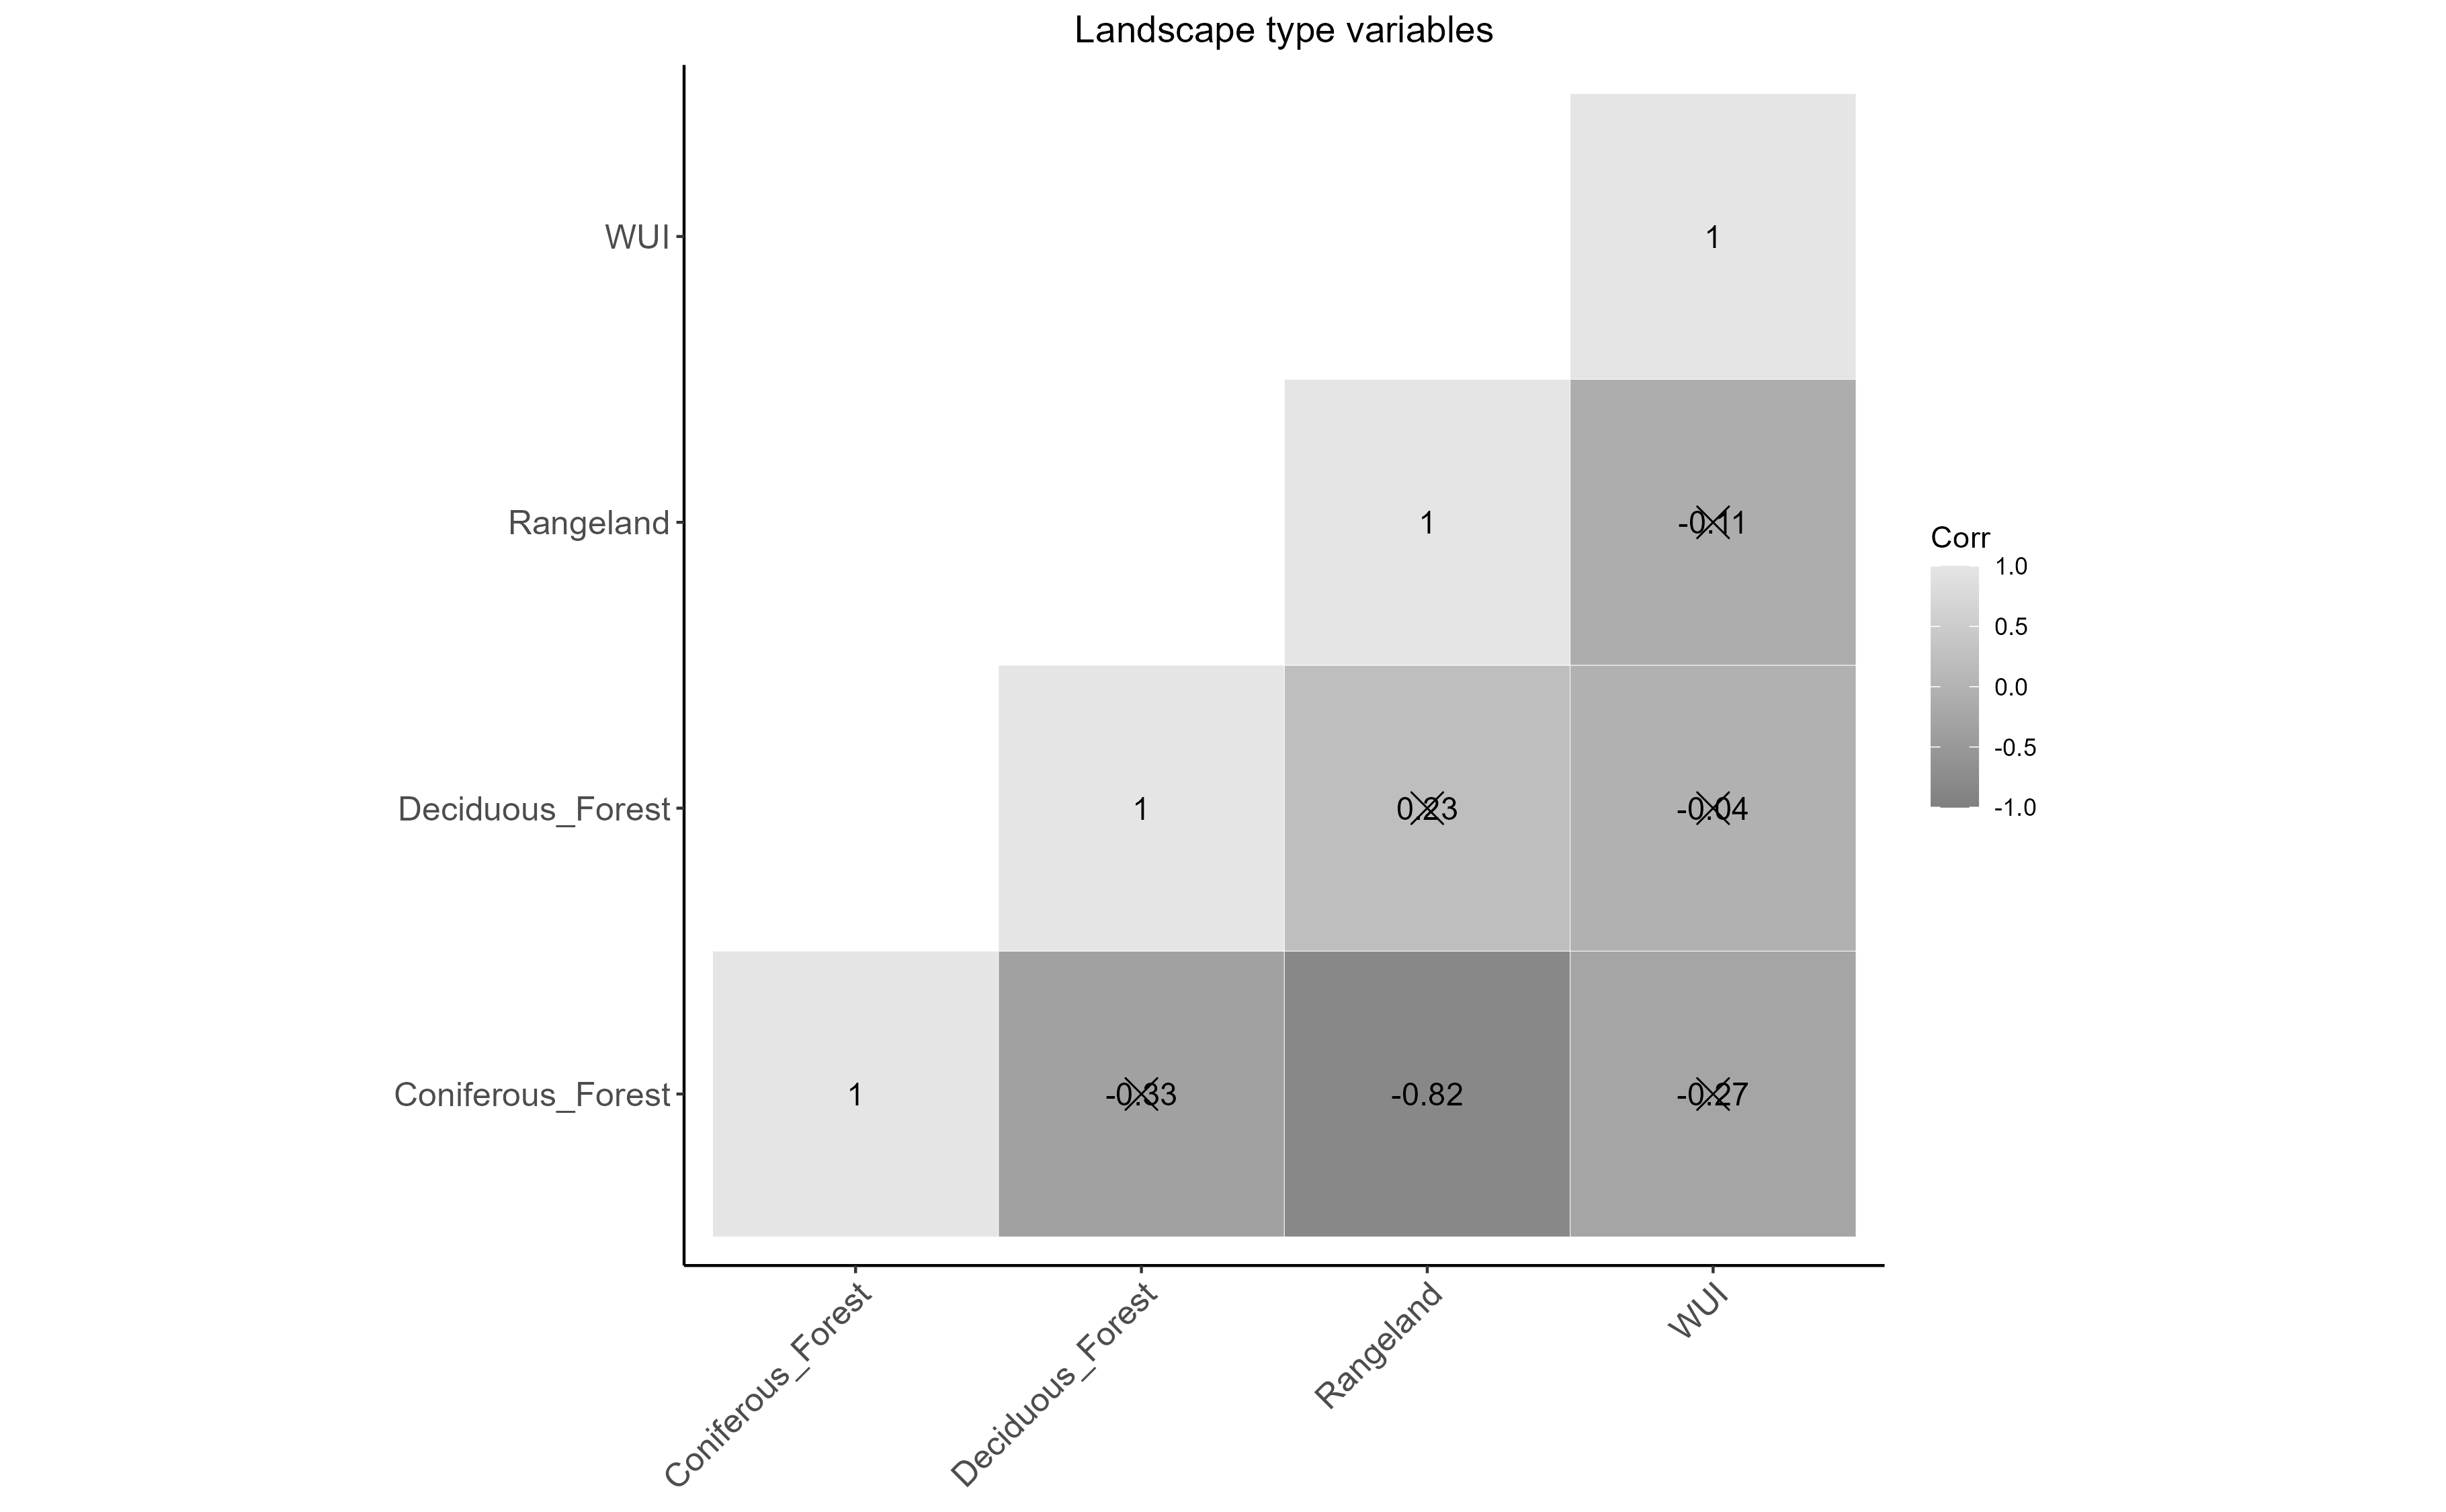 Landscape type variables
WUI
1
Rangeland
1
-0.11
Deciduous_Forest
1
0.23
-0.04
Coniferous_Forest
1
-0.33
-0.82
-0.27
Coniferous_Forest
Deciduous_Forest
Rangeland
WUI
Corr
1.0
0.5
0.0
-0.5
-1.0